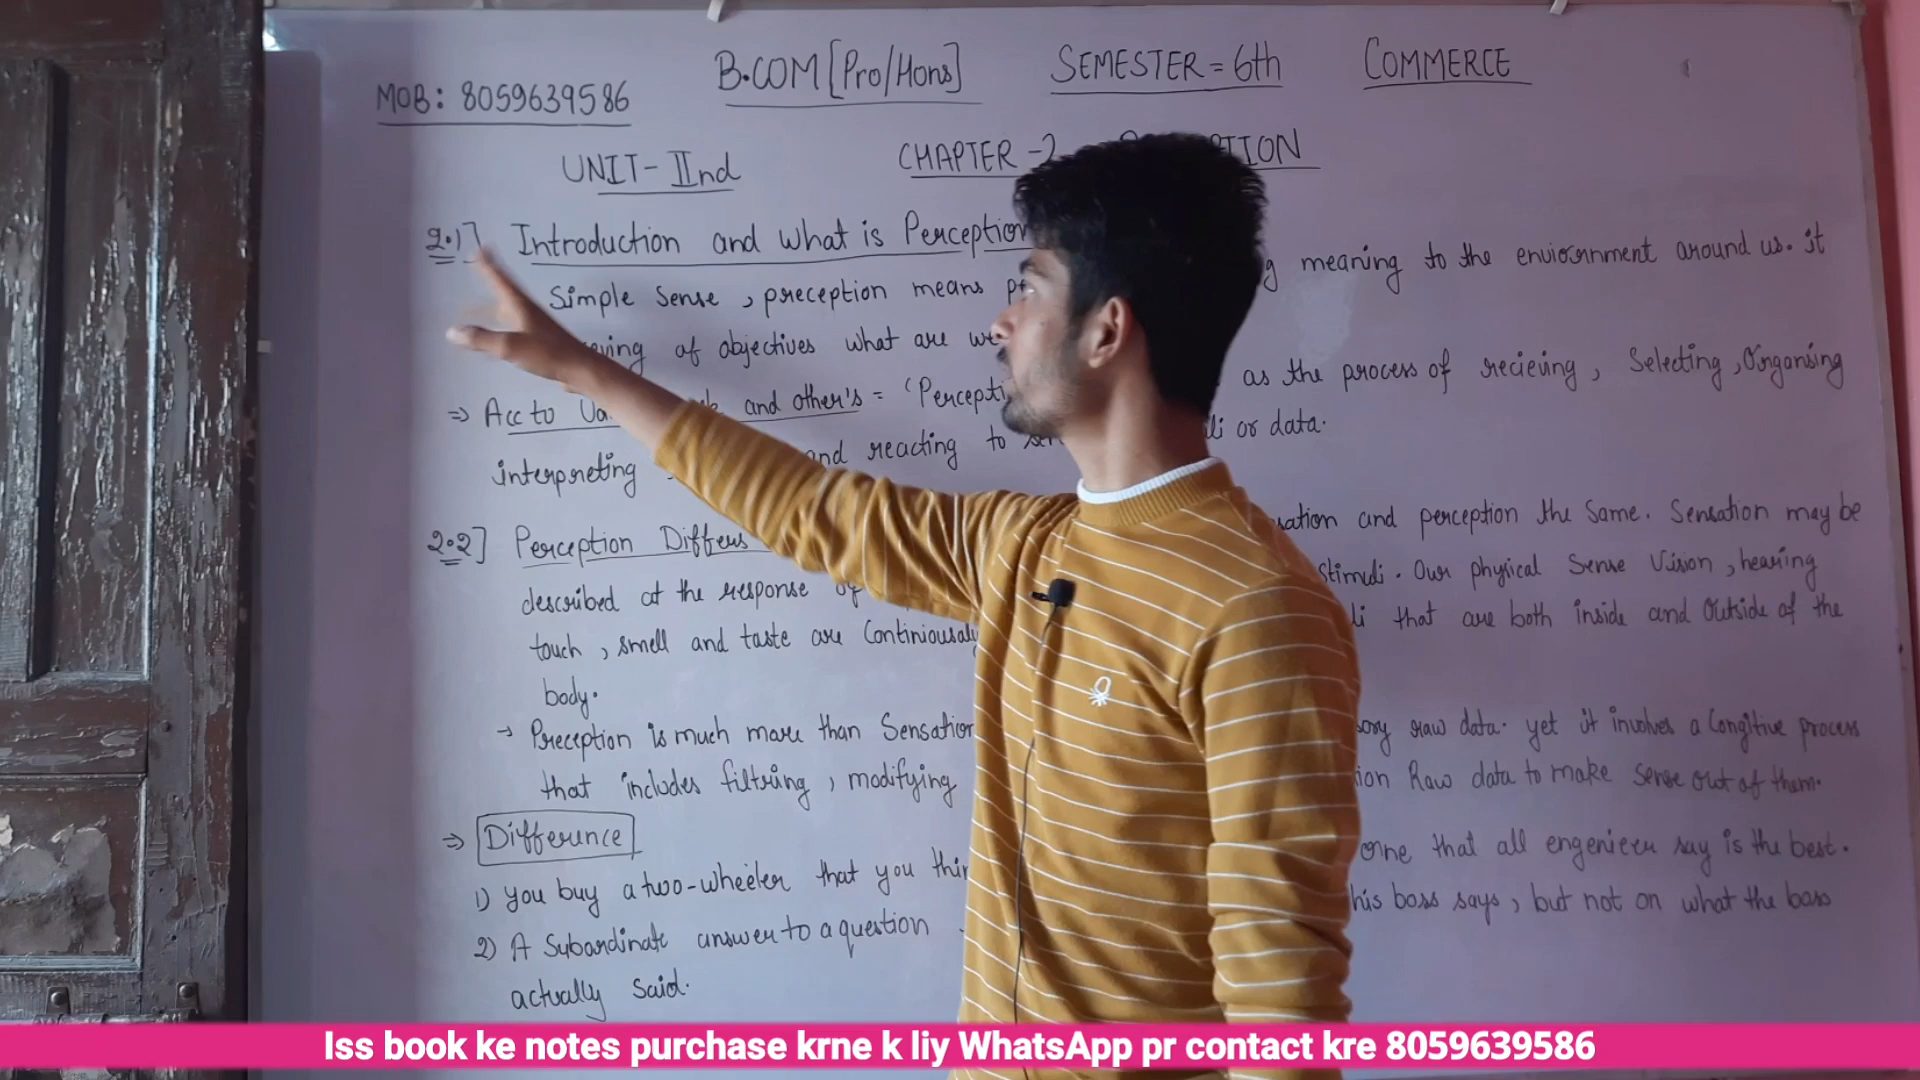 B.COM [Pro/Hons] SEMESTER = 6th COMMERCE
MOB: 8059639586
UNIT- IInd CHAPTER -2
2.1] Introduction and what is Perception meaning to the enviornment around us. it
Simple Sense, preception means
of objectives what are
=> Acc to and other's = ' as the process of recieving, Selecting, Organising
interpreting and reacting to or data.
2.2] Perception Differs and perception the Same. Sensation may be
described at the response of stimuli. Our physical Sense Vision, hearing
touch, smell and taste are that are both inside and outside of the
body.
→ Preception is much more than Sensation raw data. yet it involves a Congitive process
that includes filtring, modifying Raw data to make sense out of them.
=> Difference
1) you buy a two-wheeler that you that all engenieer say is the best.
2) A Subordinate answer to a question his boss says, but not on what the boss
actually said.
Iss book ke notes purchase krne k liy WhatsApp pr contact kre 8059639586